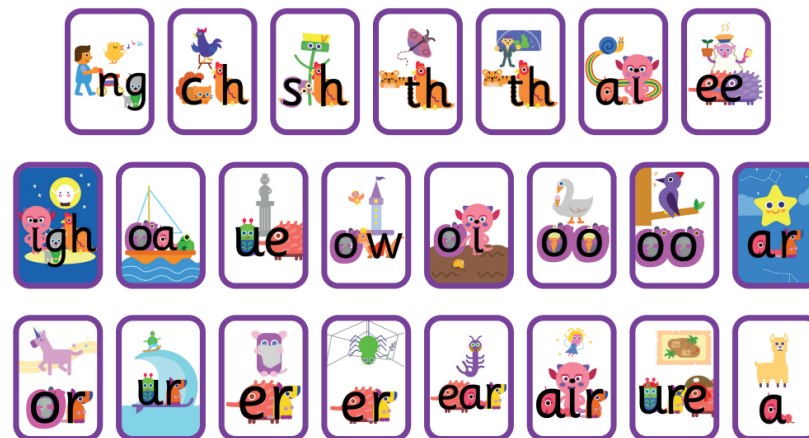 ng ch sh th th ai ee
igh oa ue ow oi oo oo ar
or ur er er ear air ure a